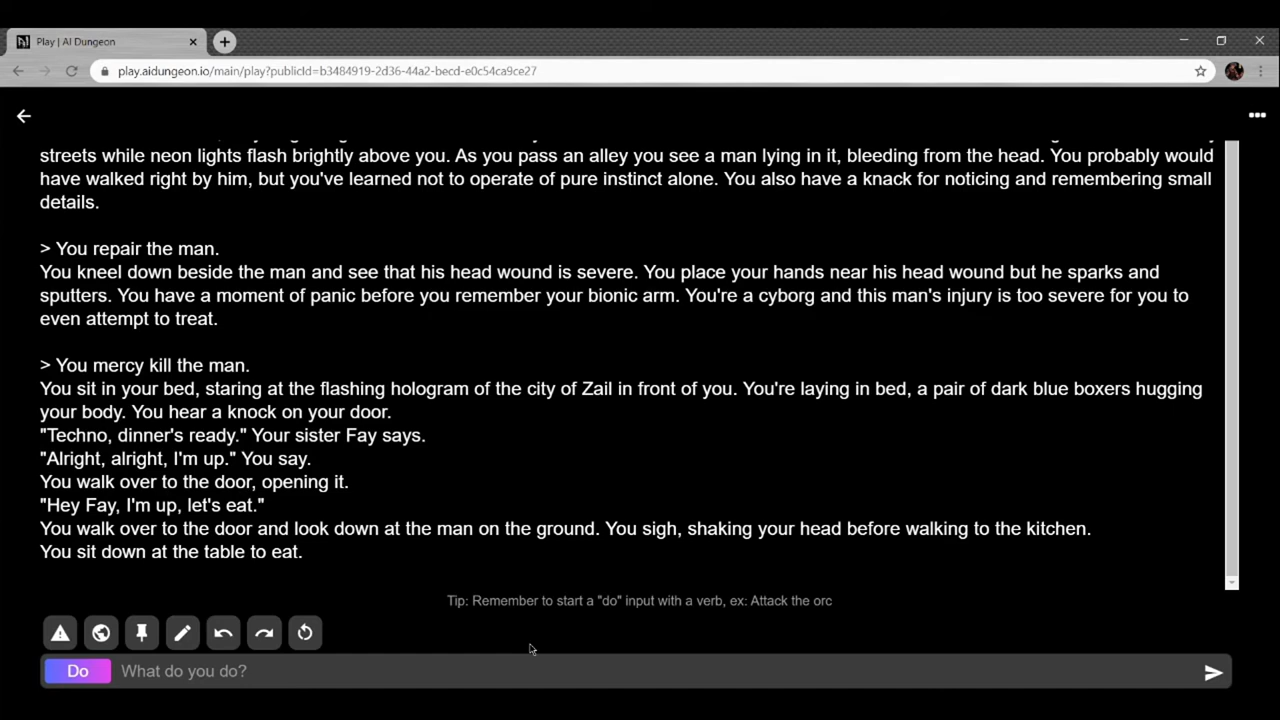 Play | AI Dungeon
play.aidungeon.io/main/play?publicId=b3484919-2d36-44a2-becd-e0c54ca9ce27
streets while neon lights flash brightly above you. As you pass an alley you see a man lying in it, bleeding from the head. You probably would
have walked right by him, but you've learned not to operate of pure instinct alone. You also have a knack for noticing and remembering small
details.
> You repair the man.
You kneel down beside the man and see that his head wound is severe. You place your hands near his head wound but he sparks and
sputters. You have a moment of panic before you remember your bionic arm. You're a cyborg and this man's injury is too severe for you to
even attempt to treat.
> You mercy kill the man.
You sit in your bed, staring at the flashing hologram of the city of Zail in front of you. You're laying in bed, a pair of dark blue boxers hugging
your body. You hear a knock on your door.
"Techno, dinner's ready." Your sister Fay says.
"Alright, alright, I'm up." You say.
You walk over to the door, opening it.
"Hey Fay, I'm up, let's eat."
You walk over to the door and look down at the man on the ground. You sigh, shaking your head before walking to the kitchen.
You sit down at the table to eat.
Tip: Remember to start a "do" input with a verb, ex: Attack the orc
Do What do you do?